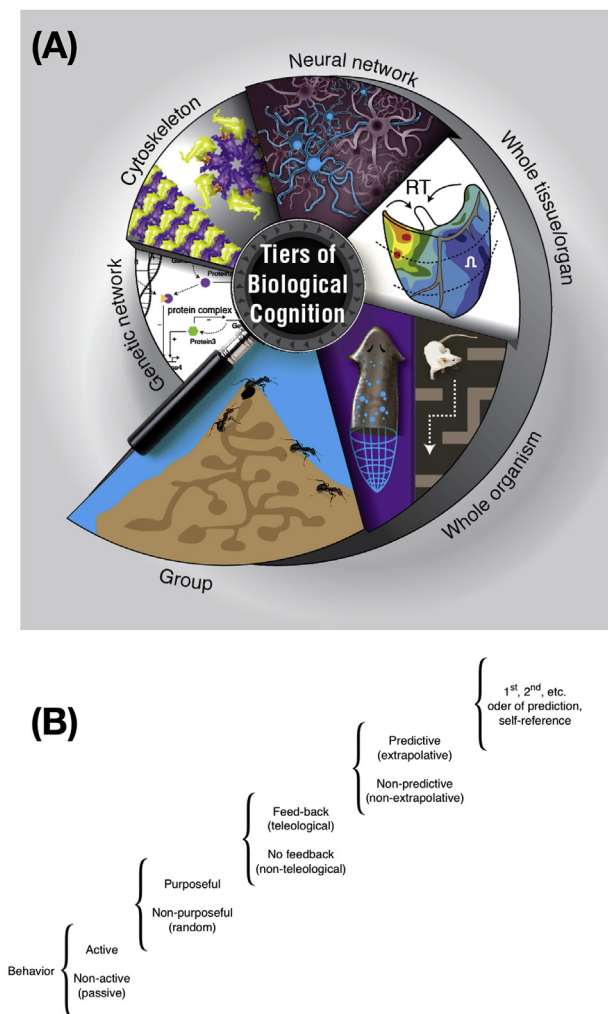 (A)
Neural network
Cytoskeleton
Whole tissue/organ
RT
Tiers of
Biological
Cognition
Genetic network
protein complex
Protein3
Whole organism
Group
(B)
1st, 2nd, etc.
oder of prediction,
self-reference
Predictive
(extrapolative)
Non-predictive
(non-extrapolative)
Feed-back
(teleological)
No feedback
(non-teleological)
Purposeful
Non-purposeful
(random)
Active
Behavior
Non-active
(passive)